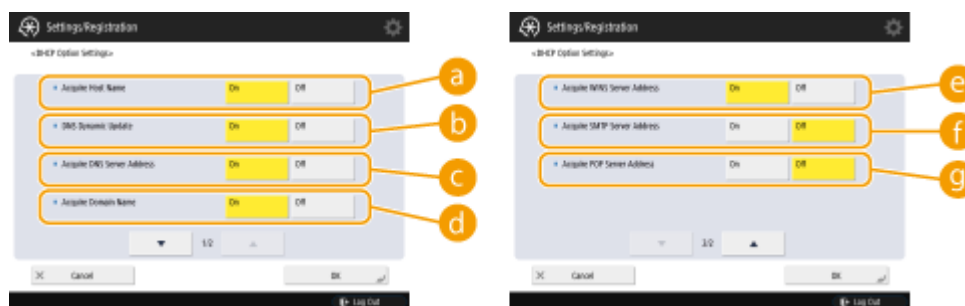 Settings/Registration
<DHCP Option Settings>
Acquire Host Name On Off
a
DNS Dynamic Update On Off
b
Acquire DNS Server Address On Off
c
Acquire Domain Name On Off
d
1/2
Cancel OK
Log Out
Settings/Registration
<DHCP Option Settings>
Acquire WINS Server Address On Off
e
Acquire SMTP Server Address On Off
f
Acquire POP Server Address On Off
g
2/2
Cancel OK
Log Out